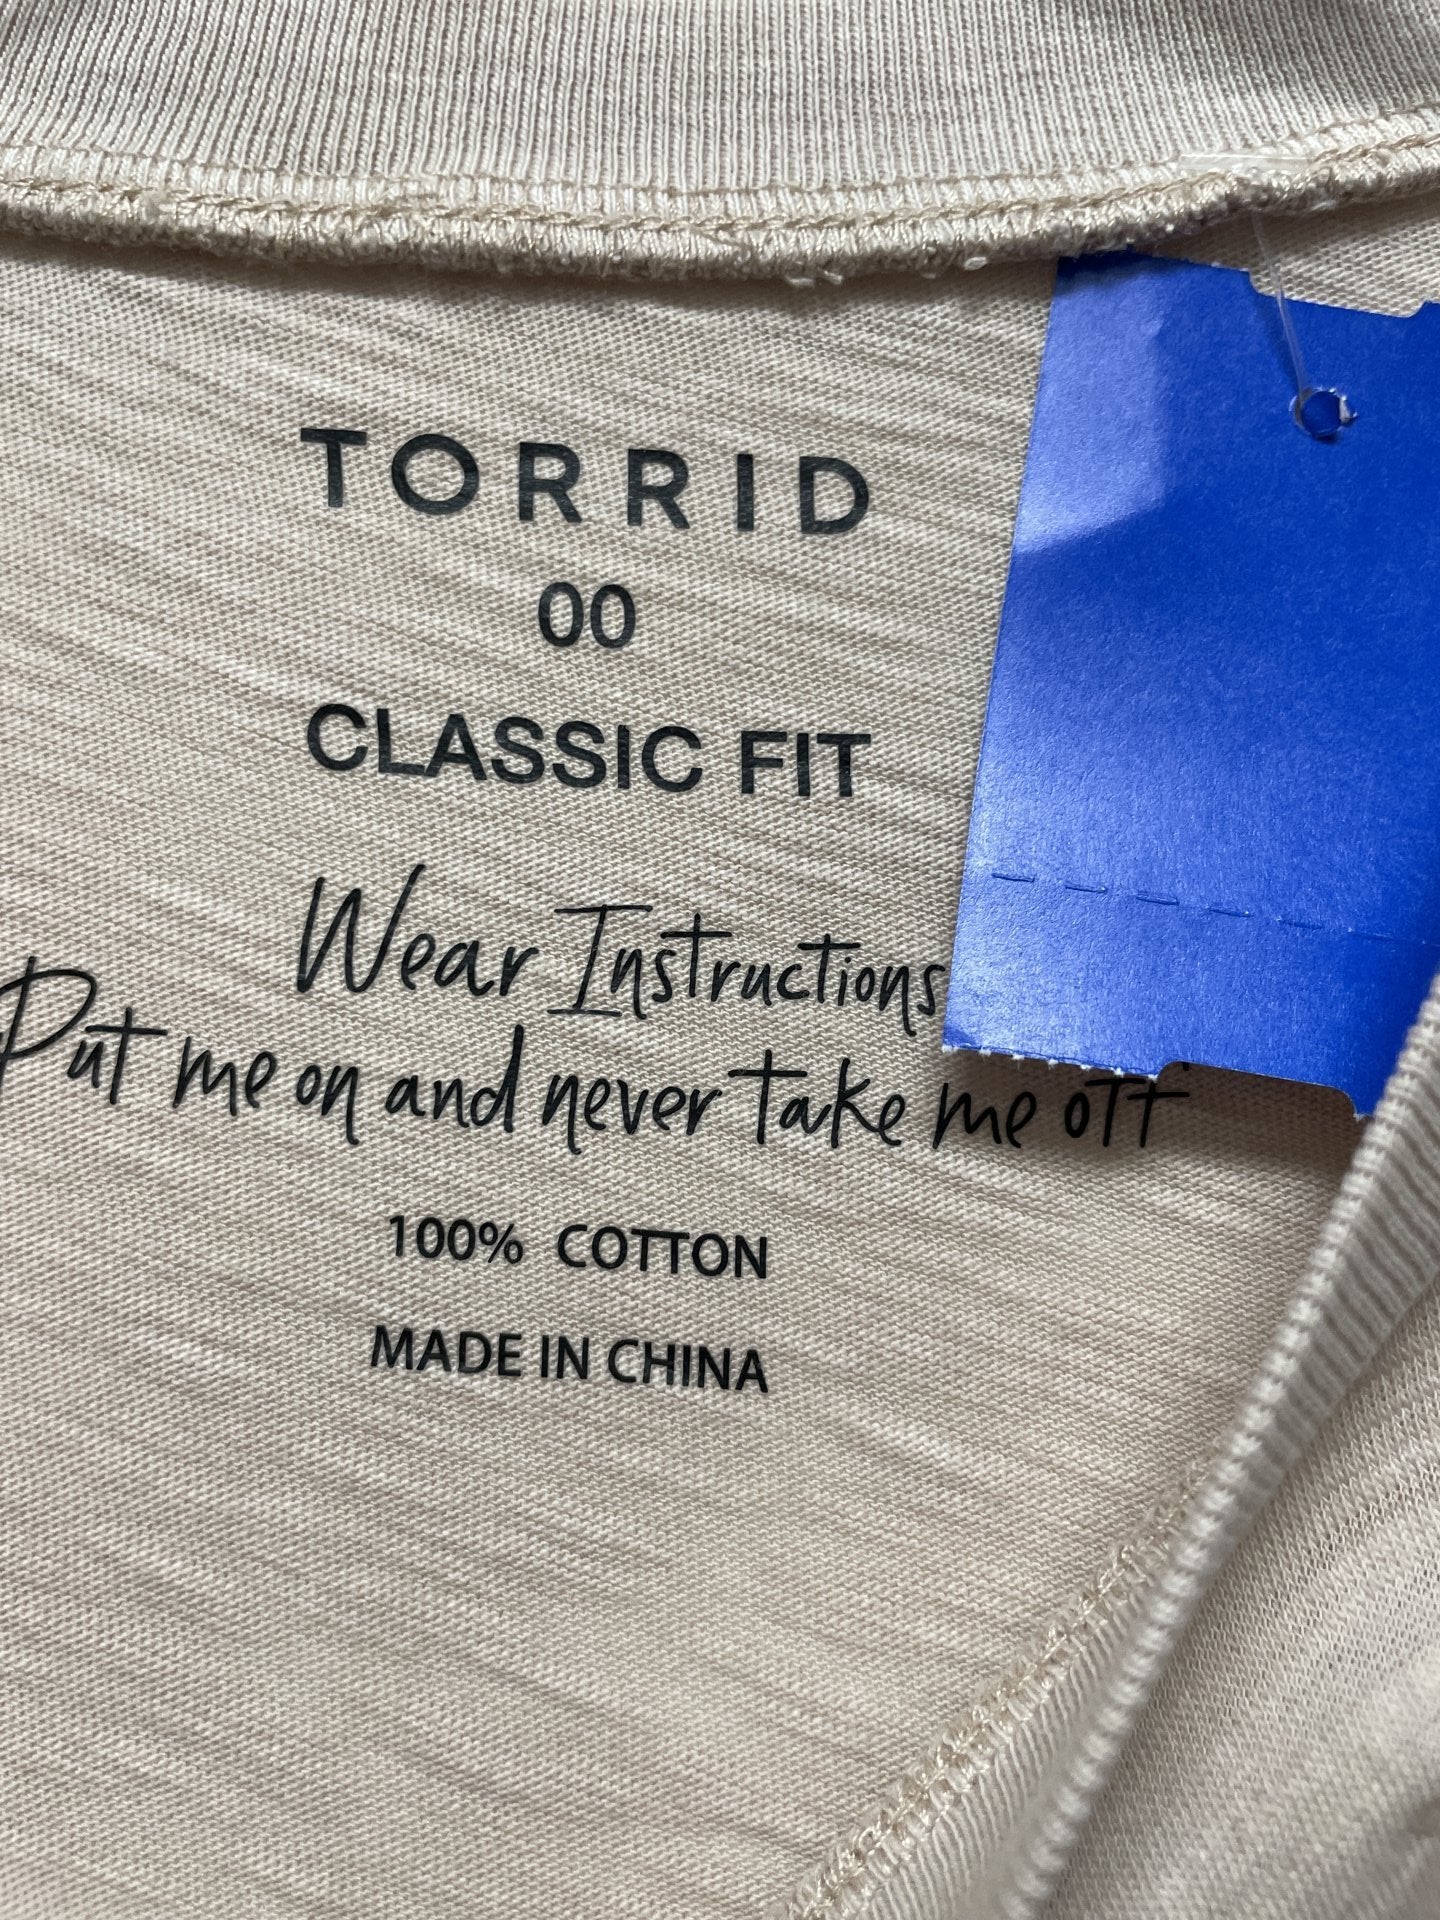 TORRID
00
CLASSIC FIT
Wear Instructions
Put me on and never take me off
100% COTTON
MADE IN CHINA